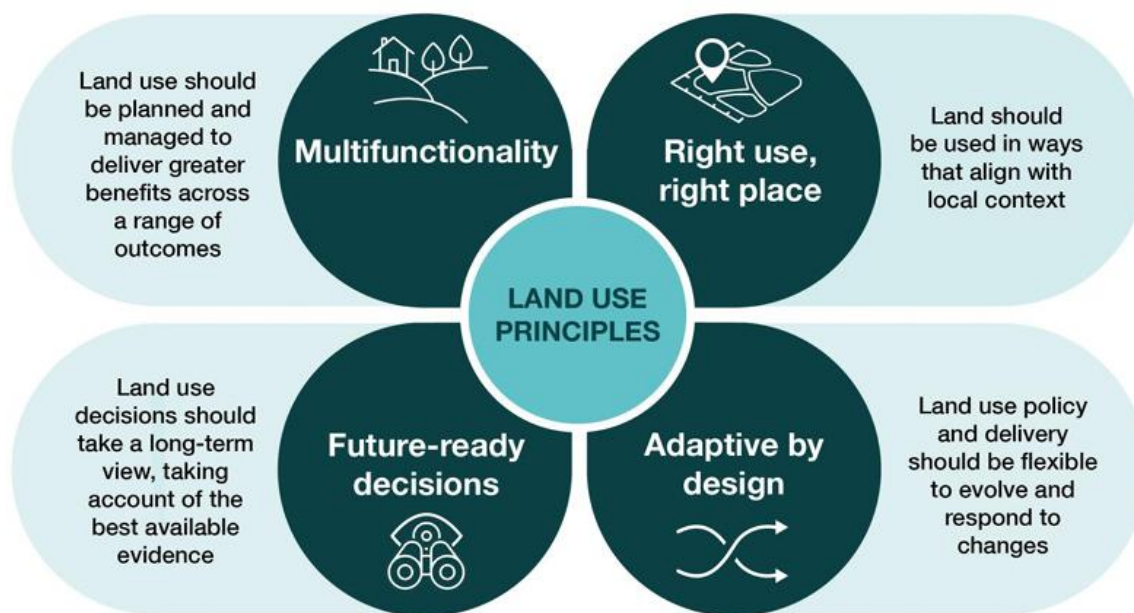 Land use should
be planned and
managed to
deliver greater
benefits across
a range of
outcomes
Multifunctionality
Right use,
right place
Land should
be used in ways
that align with
local context
LAND USE
PRINCIPLES
Land use
decisions should
take a long-term
view, taking
account of the
best available
evidence
Future-ready
decisions
Adaptive by
design
Land use policy
and delivery
should be flexible
to evolve and
respond to
changes